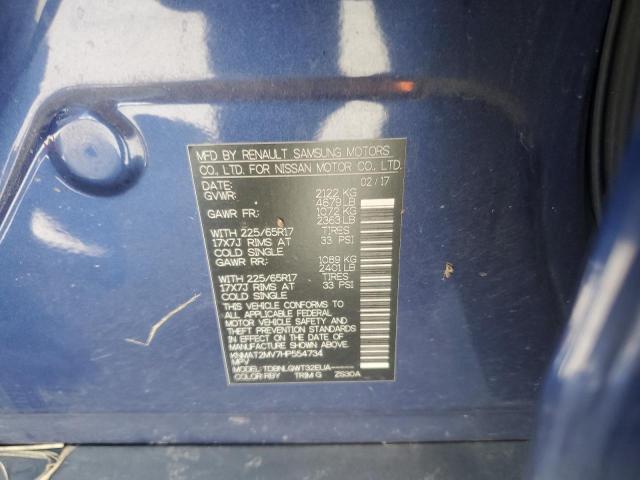 MFD BY RENAULT SAMSUNG MOTORS
CO., LTD. FOR NISSAN MOTOR CO., LTD.
DATE: 02/17
GVWR: 2122 KG
4679 LB
GAWR FR: 1072 KG
2363 LB
WITH 225/65R17 TIRES
17X7J RIMS AT 33 PSI
COLD SINGLE
GAWR RR: 1089 KG
2401 LB
WITH 225/65R17 TIRES
17X7J RIMS AT 33 PSI
COLD SINGLE
THIS VEHICLE CONFORMS TO
ALL APPLICABLE FEDERAL
MOTOR VEHICLE SAFETY AND
THEFT PREVENTION STANDARDS
IN EFFECT ON THE DATE OF
MANUFACTURE
KNMAT2MV7HP554734
MPV
MODEL: TDBNLGWT32EUA-----
COLOR: RBY TRIM: G ZS30A